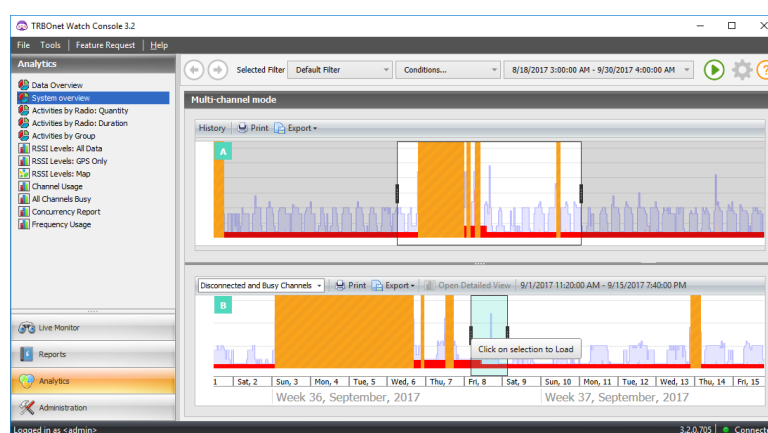 TRBOnet Watch Console 3.2
File Tools Feature Request Help
Analytics
Selected Filter Default Filter Conditions... 8/18/2017 3:00:00 AM - 9/30/2017 4:00:00 AM
Data Overview
System overview
Activities by Radio: Quantity
Activities by Radio: Duration
Activities by Group
RSSI Levels: All Data
RSSI Levels: GPS Only
RSSI Levels: Map
Channel Usage
All Channels Busy
Concurrency Report
Frequency Usage
Multi-channel mode
History Print Export
A
Disconnected and Busy Channels Print Export Open Detailed View 9/1/2017 11:20:00 AM - 9/15/2017 7:40:00 PM
B
Click on selection to Load
1 Sat, 2 Sun, 3 Mon, 4 Tue, 5 Wed, 6 Thu, 7 Fri, 8 Sat, 9 Sun, 10 Mon, 11 Tue, 12 Wed, 13 Thu, 14 Fri, 15
Week 36, September, 2017 Week 37, September, 2017
Live Monitor
Reports
Analytics
Administration
Logged in as <admin> 3.2.0.705 Connecte